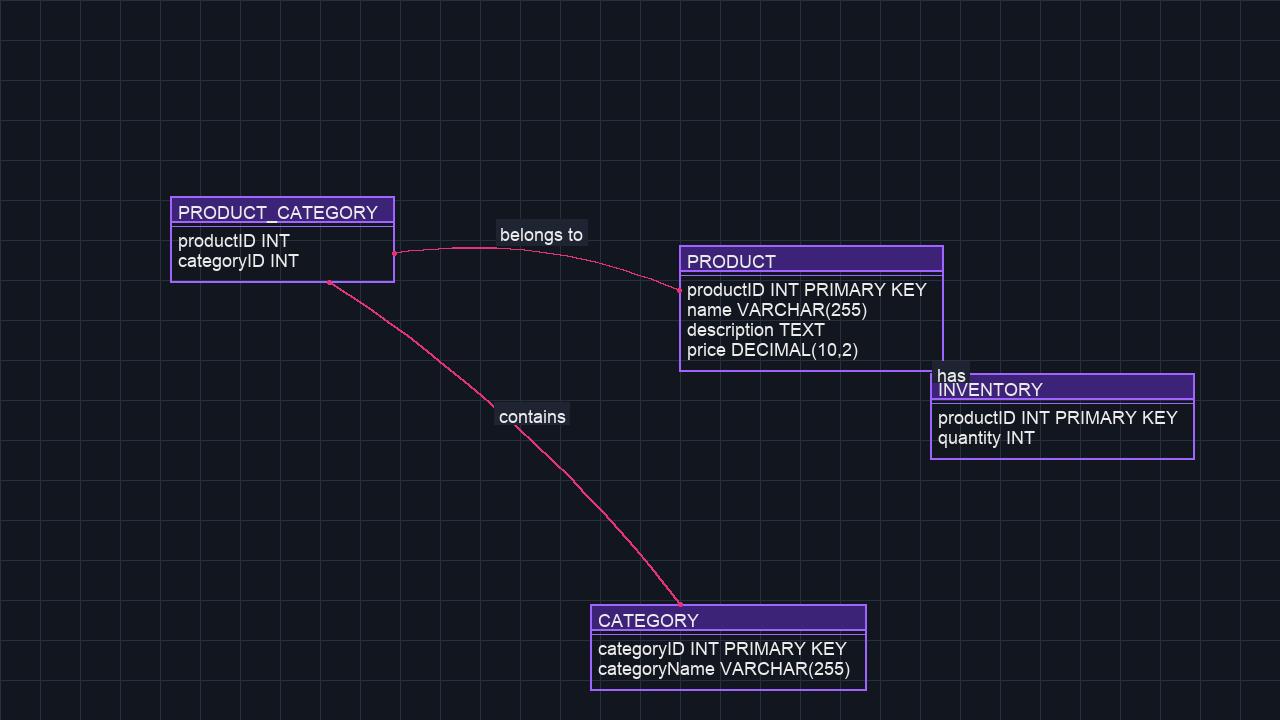 PRODUCT_CATEGORY
productID INT
categoryID INT
belongs to
PRODUCT
productID INT PRIMARY KEY
name VARCHAR(255)
description TEXT
price DECIMAL(10,2)
has
INVENTORY
productID INT PRIMARY KEY
quantity INT
contains
CATEGORY
categoryID INT PRIMARY KEY
categoryName VARCHAR(255)